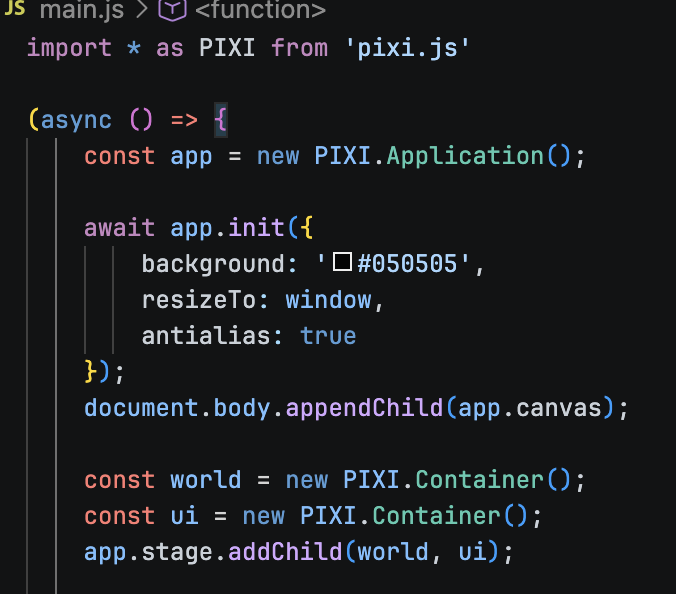 JS main.js > <function>
import * as PIXI from 'pixi.js'
(async () => {
const app = new PIXI.Application();
await app.init({
background: '#050505',
resizeTo: window,
antialias: true
});
document.body.appendChild(app.canvas);
const world = new PIXI.Container();
const ui = new PIXI.Container();
app.stage.addChild(world, ui);